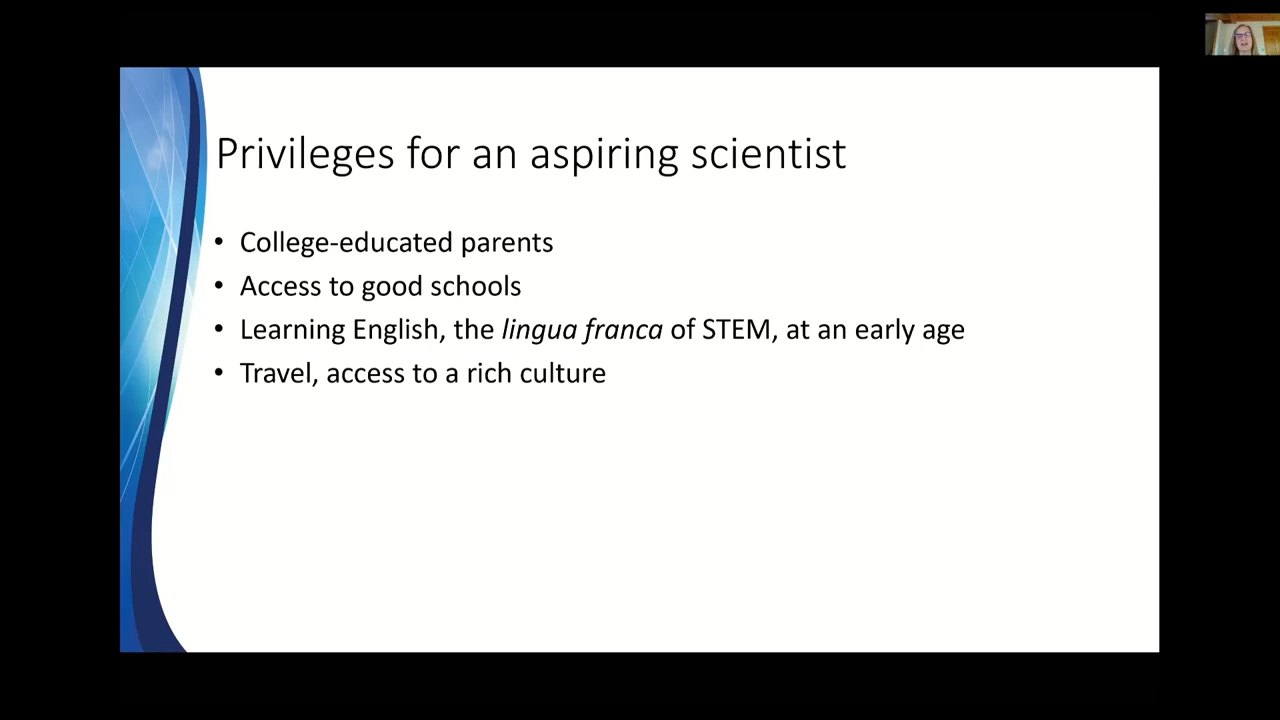 Privileges for an aspiring scientist
• College-educated parents
• Access to good schools
• Learning English, the lingua franca of STEM, at an early age
• Travel, access to a rich culture